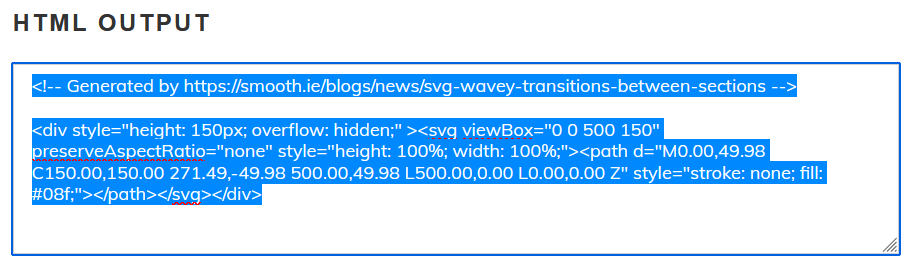 HTML OUTPUT
<!-- Generated by https://smooth.ie/blogs/news/svg-wavey-transitions-between-sections -->
<div style="height: 150px; overflow: hidden;" ><svg viewBox="0 0 500 150"
preserveAspectRatio="none" style="height: 100%; width: 100%;"><path d="M0.00,49.98
C150.00,150.00 271.49,-49.98 500.00,49.98 L500.00,0.00 L0.00,0.00 Z" style="stroke: none; fill:
#08f;"></path></svg></div>